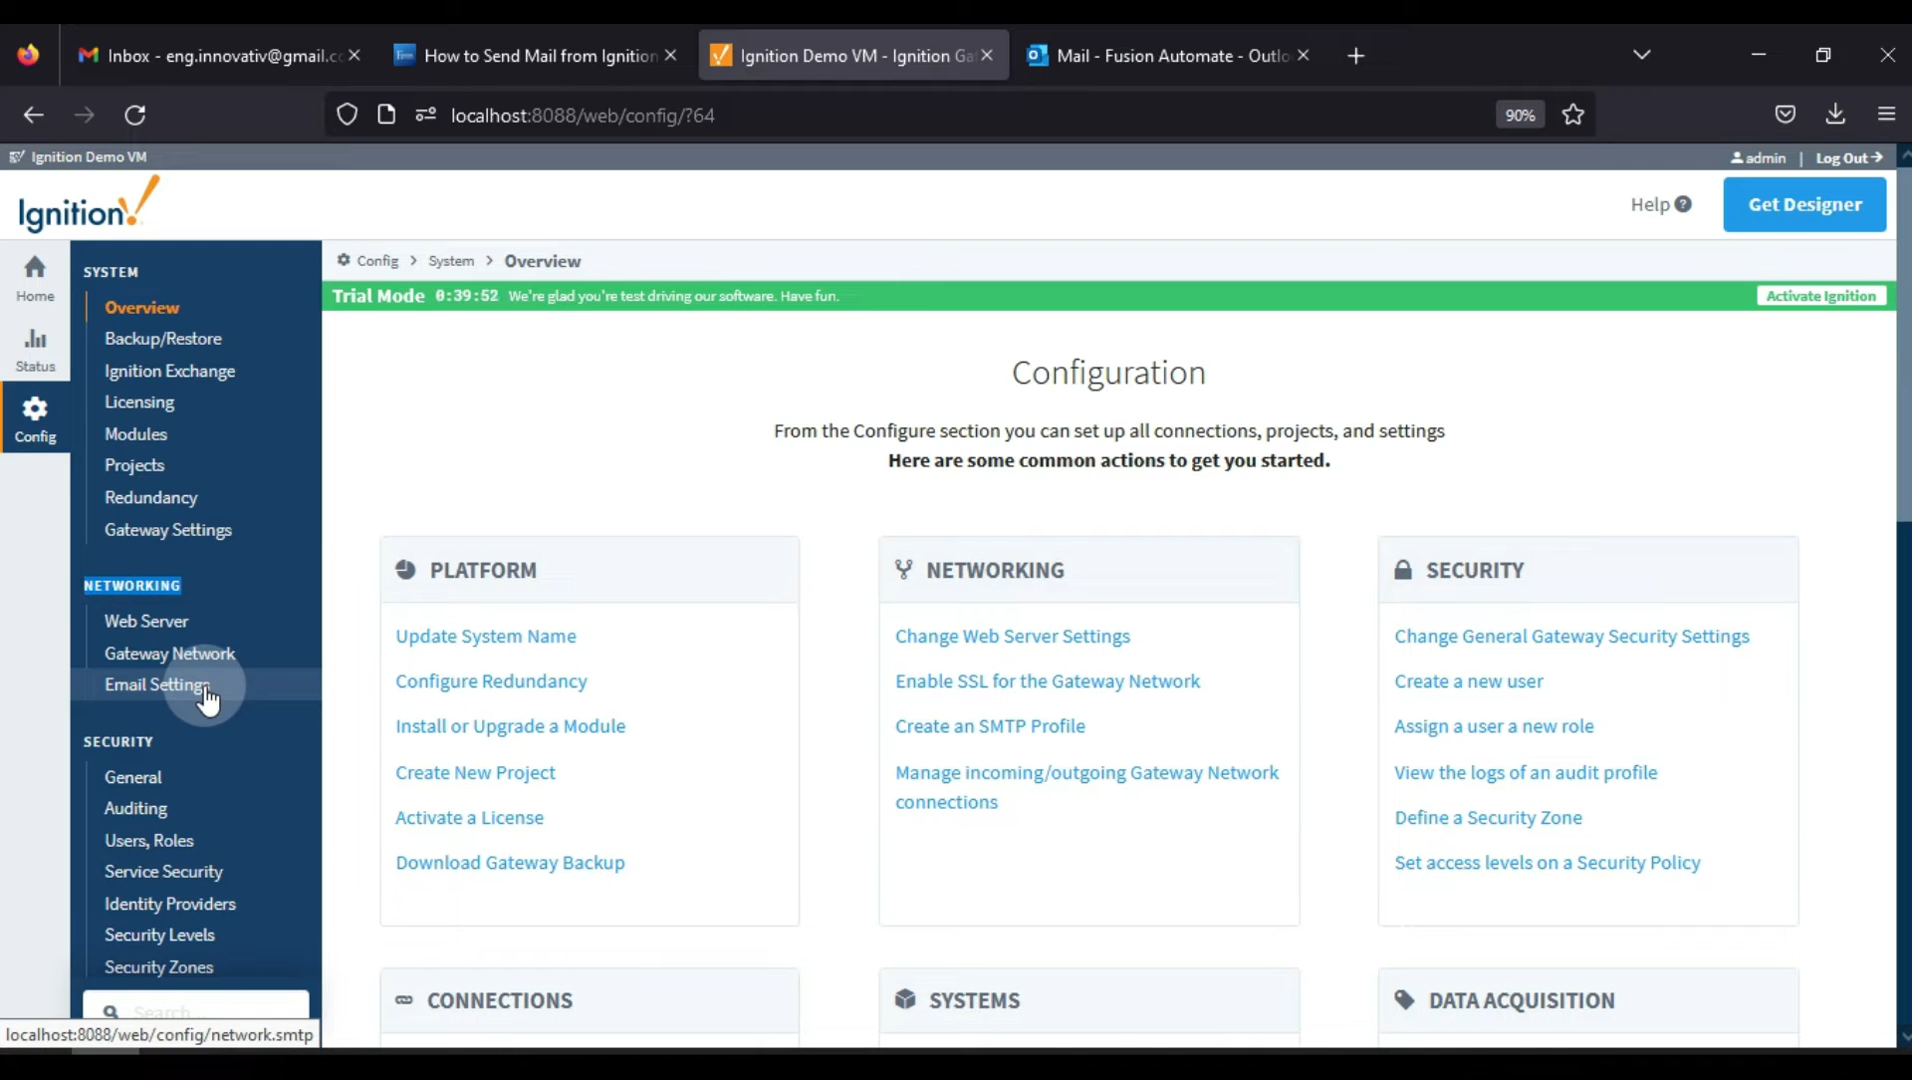 Inbox - eng.innovativ@gmail.co
How to Send Mail from Ignition
Ignition Demo VM - Ignition Ga
Mail - Fusion Automate - Outlo
localhost:8088/web/config/?64
90%
Ignition Demo VM
admin | Log Out
Ignition!
Help
Get Designer
Home
Status
Config
SYSTEM
Overview
Backup/Restore
Ignition Exchange
Licensing
Modules
Projects
Redundancy
Gateway Settings
NETWORKING
Web Server
Gateway Network
Email Settings
SECURITY
General
Auditing
Users, Roles
Service Security
Identity Providers
Security Levels
Security Zones
Search...
localhost:8088/web/config/network.smtp
Config > System > Overview
Trial Mode 0:39:52 We're glad you're test driving our software. Have fun.
Activate Ignition
Configuration
From the Configure section you can set up all connections, projects, and settings
Here are some common actions to get you started.
PLATFORM
Update System Name
Configure Redundancy
Install or Upgrade a Module
Create New Project
Activate a License
Download Gateway Backup
NETWORKING
Change Web Server Settings
Enable SSL for the Gateway Network
Create an SMTP Profile
Manage incoming/outgoing Gateway Network
connections
SECURITY
Change General Gateway Security Settings
Create a new user
Assign a user a new role
View the logs of an audit profile
Define a Security Zone
Set access levels on a Security Policy
CONNECTIONS
SYSTEMS
DATA ACQUISITION